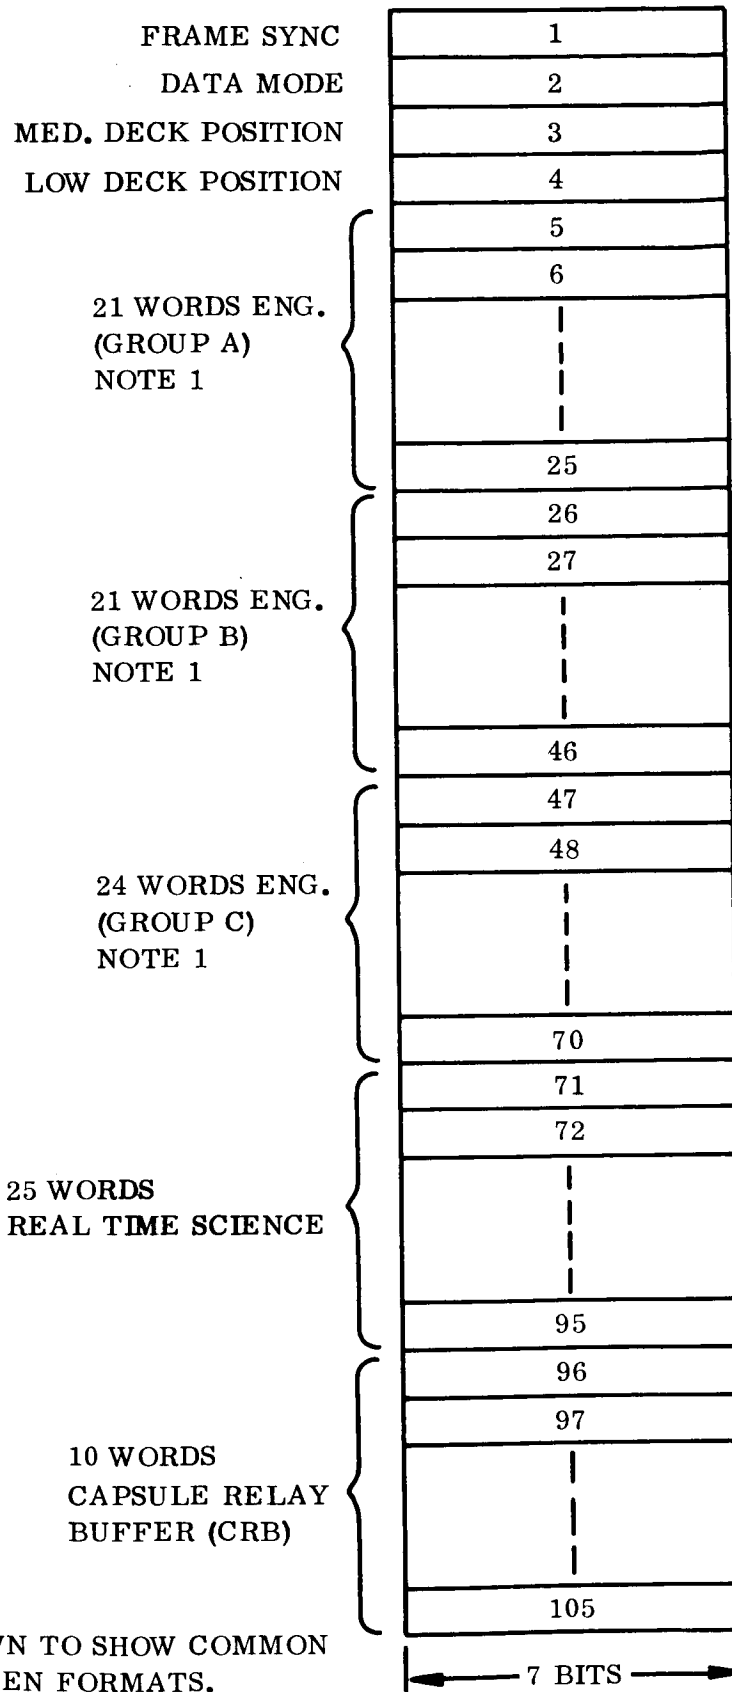 FRAME SYNC 1
DATA MODE 2
MED. DECK POSITION 3
LOW DECK POSITION 4
5
6
21 WORDS ENG.
(GROUP A)
NOTE 1
25
26
27
21 WORDS ENG.
(GROUP B)
NOTE 1
46
47
48
24 WORDS ENG.
(GROUP C)
NOTE 1
70
71
72
25 WORDS
REAL TIME SCIENCE
95
96
97
10 WORDS
CAPSULE RELAY
BUFFER (CRB)
105
TO SHOW COMMON
FORMATS.
7 BITS